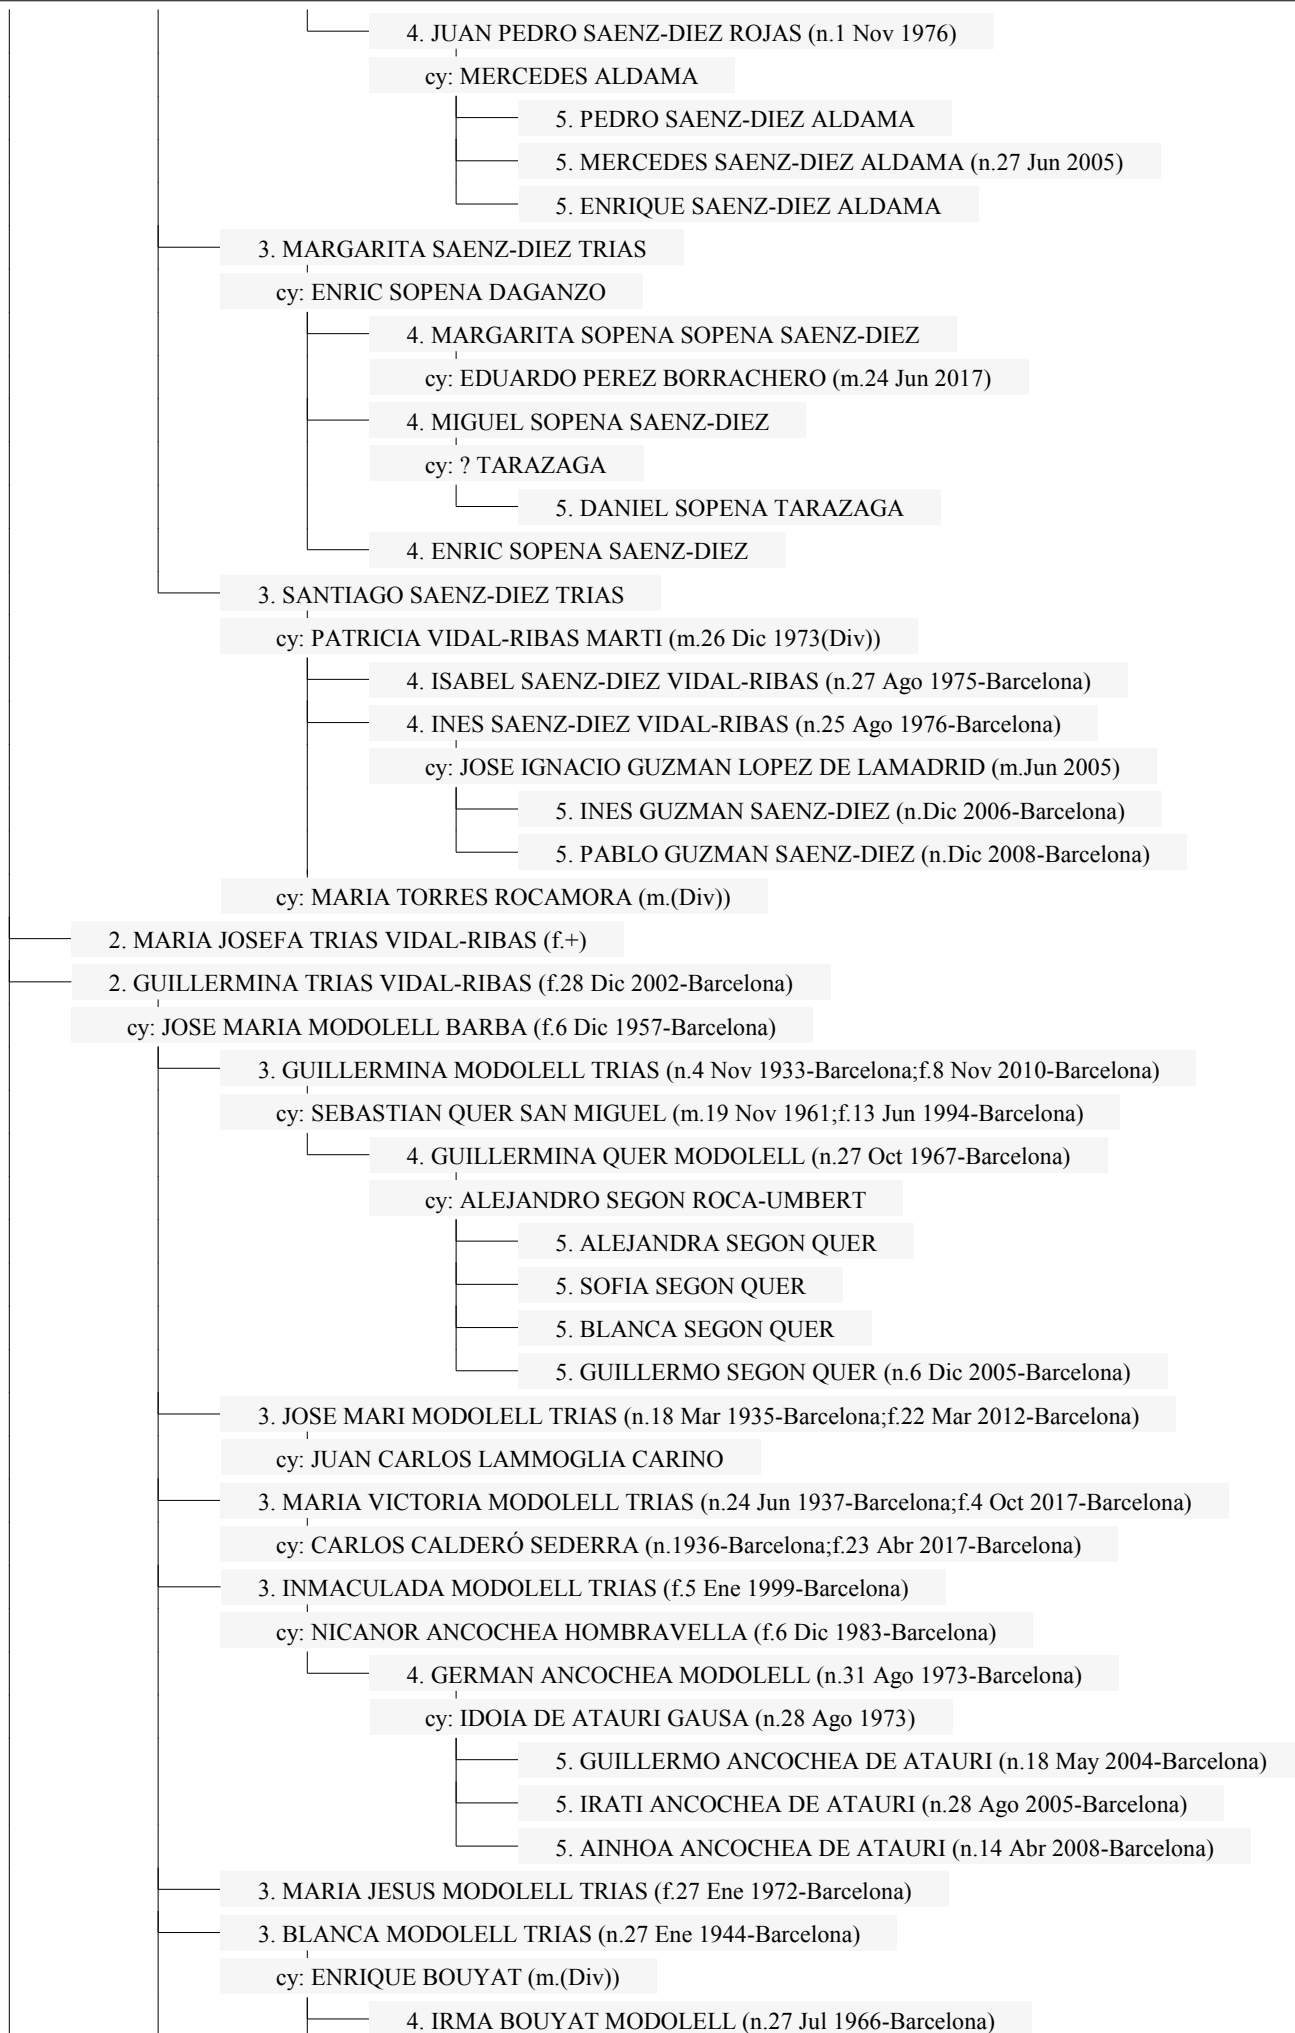 4. JUAN PEDRO SAENZ-DIEZ ROJAS (n.1 Nov 1976)
cy: MERCEDES ALDAMA
5. PEDRO SAENZ-DIEZ ALDAMA
5. MERCEDES SAENZ-DIEZ ALDAMA (n.27 Jun 2005)
5. ENRIQUE SAENZ-DIEZ ALDAMA
3. MARGARITA SAENZ-DIEZ TRIAS
cy: ENRIC SOPENA DAGANZO
4. MARGARITA SOPENA SOPENA SAENZ-DIEZ
cy: EDUARDO PEREZ BORRACHERO (m.24 Jun 2017)
4. MIGUEL SOPENA SAENZ-DIEZ
cy: ? TARAZAGA
5. DANIEL SOPENA TARAZAGA
4. ENRIC SOPENA SAENZ-DIEZ
3. SANTIAGO SAENZ-DIEZ TRIAS
cy: PATRICIA VIDAL-RIBAS MARTI (m.26 Dic 1973(Div))
4. ISABEL SAENZ-DIEZ VIDAL-RIBAS (n.27 Ago 1975-Barcelona)
4. INES SAENZ-DIEZ VIDAL-RIBAS (n.25 Ago 1976-Barcelona)
cy: JOSE IGNACIO GUZMAN LOPEZ DE LAMADRID (m.Jun 2005)
5. INES GUZMAN SAENZ-DIEZ (n.Dic 2006-Barcelona)
5. PABLO GUZMAN SAENZ-DIEZ (n.Dic 2008-Barcelona)
cy: MARIA TORRES ROCAMORA (m.(Div))
2. MARIA JOSEFA TRIAS VIDAL-RIBAS (f.+)
2. GUILLERMINA TRIAS VIDAL-RIBAS (f.28 Dic 2002-Barcelona)
cy: JOSE MARIA MODOLELL BARBA (f.6 Dic 1957-Barcelona)
3. GUILLERMINA MODOLELL TRIAS (n.4 Nov 1933-Barcelona;f.8 Nov 2010-Barcelona)
cy: SEBASTIAN QUER SAN MIGUEL (m.19 Nov 1961;f.13 Jun 1994-Barcelona)
4. GUILLERMINA QUER MODOLELL (n.27 Oct 1967-Barcelona)
cy: ALEJANDRO SEGON ROCA-UMBERT
5. ALEJANDRA SEGON QUER
5. SOFIA SEGON QUER
5. BLANCA SEGON QUER
5. GUILLERMO SEGON QUER (n.6 Dic 2005-Barcelona)
3. JOSE MARI MODOLELL TRIAS (n.18 Mar 1935-Barcelona;f.22 Mar 2012-Barcelona)
cy: JUAN CARLOS LAMMOGLIA CARINO
3. MARIA VICTORIA MODOLELL TRIAS (n.24 Jun 1937-Barcelona;f.4 Oct 2017-Barcelona)
cy: CARLOS CALDERÓ SEDERRA (n.1936-Barcelona;f.23 Abr 2017-Barcelona)
3. INMACULADA MODOLELL TRIAS (f.5 Ene 1999-Barcelona)
cy: NICANOR ANCOCHEA HOMBRAVELLA (f.6 Dic 1983-Barcelona)
4. GERMAN ANCOCHEA MODOLELL (n.31 Ago 1973-Barcelona)
cy: IDOIA DE ATAURI GAUSA (n.28 Ago 1973)
5. GUILLERMO ANCOCHEA DE ATAURI (n.18 May 2004-Barcelona)
5. IRATI ANCOCHEA DE ATAURI (n.28 Ago 2005-Barcelona)
5. AINHOA ANCOCHEA DE ATAURI (n.14 Abr 2008-Barcelona)
3. MARIA JESUS MODOLELL TRIAS (f.27 Ene 1972-Barcelona)
3. BLANCA MODOLELL TRIAS (n.27 Ene 1944-Barcelona)
cy: ENRIQUE BOUYAT (m.(Div))
4. IRMA BOUYAT MODOLELL (n.27 Jul 1966-Barcelona)